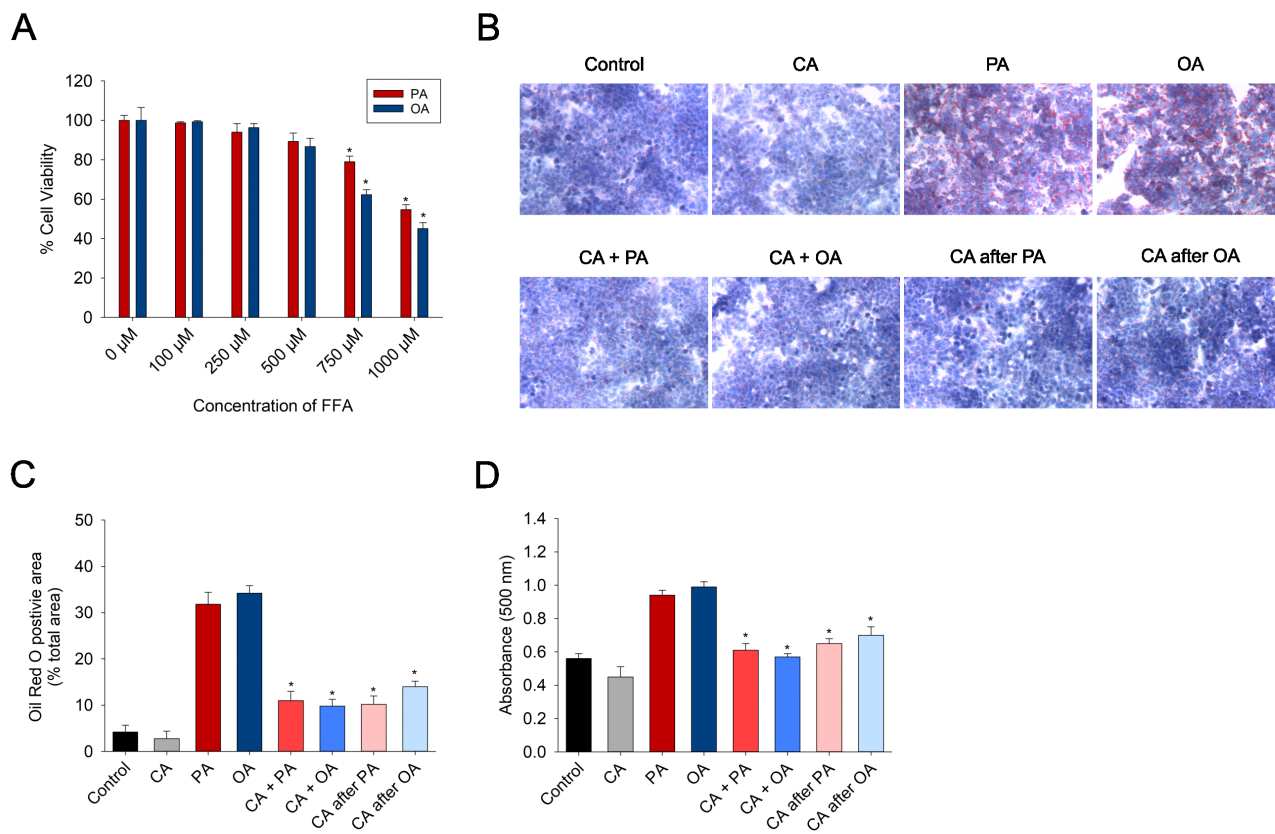 A
120
100
80
60
40
20
0
% Cell Viability
PA
OA
*
*
*
*
0 µM
100 µM
250 µM
500 µM
750 µM
1000 µM
Concentration of FFA
B
Control
CA
PA
OA
CA + PA
CA + OA
CA after PA
CA after OA
C
50
40
30
20
10
0
Oil Red O postivie area
(% total area)
*
*
*
*
Control
CA
PA
OA
CA + PA
CA + OA
CA after PA
CA after OA
D
1.4
1.2
1.0
0.8
0.6
0.4
0.2
0.0
Absorbance (500 nm)
*
*
*
*
Control
CA
PA
OA
CA + PA
CA + OA
CA after PA
CA after OA